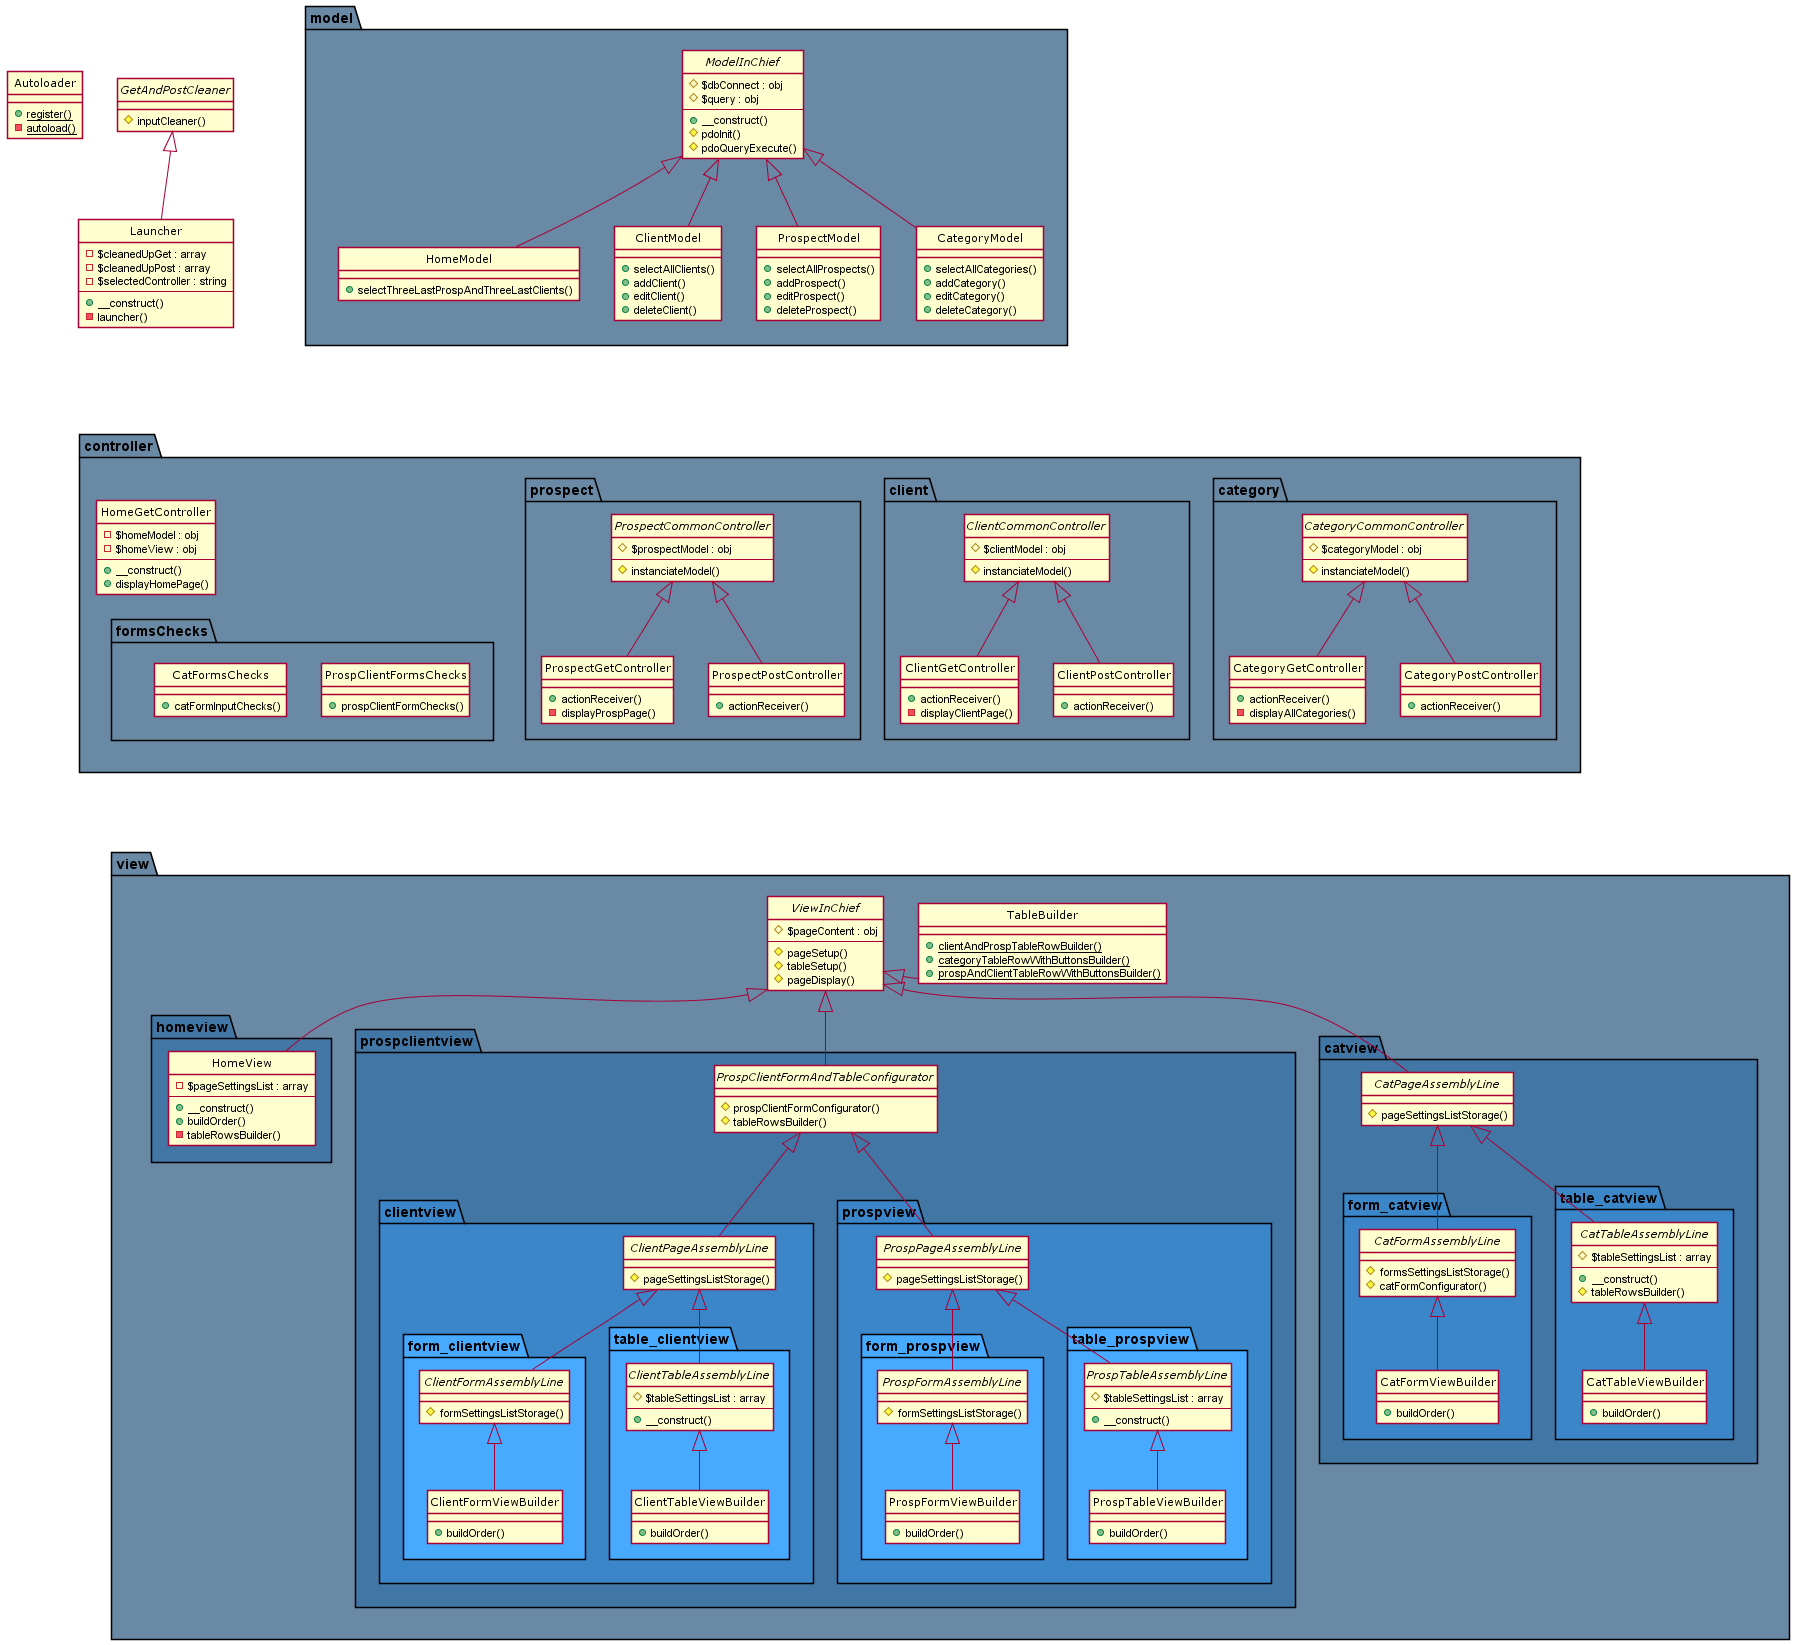 Autoloader
register()
autoload()
GetAndPostCleaner
inputCleaner()
Launcher
$cleanedUpGet : array
$cleanedUpPost : array
$selectedController : string
__construct()
launcher()
model
ModelInChief
$dbConnect : obj
$query : obj
__construct()
pdoInit()
pdoQueryExecute()
HomeModel
selectThreeLastProspAndThreeLastClients()
ClientModel
selectAllClients()
addClient()
editClient()
deleteClient()
ProspectModel
selectAllProspects()
addProspect()
editProspect()
deleteProspect()
CategoryModel
selectAllCategories()
addCategory()
editCategory()
deleteCategory()
controller
HomeGetController
$homeModel : obj
$homeView : obj
__construct()
displayHomePage()
formsChecks
CatFormsChecks
catFormInputChecks()
ProspClientFormsChecks
prospClientFormChecks()
prospect
ProspectCommonController
$prospectModel : obj
instanciateModel()
ProspectGetController
actionReceiver()
displayProspPage()
ProspectPostController
actionReceiver()
client
ClientCommonController
$clientModel : obj
instanciateModel()
ClientGetController
actionReceiver()
displayClientPage()
ClientPostController
actionReceiver()
category
CategoryCommonController
$categoryModel : obj
instanciateModel()
CategoryGetController
actionReceiver()
displayAllCategories()
CategoryPostController
actionReceiver()
view
ViewInChief
$pageContent : obj
pageSetup()
tableSetup()
pageDisplay()
TableBuilder
clientAndProspTableRowBuilder()
categoryTableRowWithButtonsBuilder()
prospAndClientTableRowWithButtonsBuilder()
homeview
HomeView
$pageSettingsList : array
__construct()
buildOrder()
tableRowsBuilder()
prospclientview
ProspClientFormAndTableConfigurator
prospClientFormConfigurator()
tableRowsBuilder()
clientview
ClientPageAssemblyLine
pageSettingsListStorage()
form_clientview
ClientFormAssemblyLine
formSettingsListStorage()
ClientFormViewBuilder
buildOrder()
table_clientview
ClientTableAssemblyLine
$tableSettingsList : array
__construct()
ClientTableViewBuilder
buildOrder()
prospview
ProspPageAssemblyLine
pageSettingsListStorage()
form_prospview
ProspFormAssemblyLine
formSettingsListStorage()
ProspFormViewBuilder
buildOrder()
table_prospview
ProspTableAssemblyLine
$tableSettingsList : array
__construct()
ProspTableViewBuilder
buildOrder()
catview
CatPageAssemblyLine
pageSettingsListStorage()
form_catview
CatFormAssemblyLine
formsSettingsListStorage()
catFormConfigurator()
CatFormViewBuilder
buildOrder()
table_catview
CatTableAssemblyLine
$tableSettingsList : array
__construct()
tableRowsBuilder()
CatTableViewBuilder
buildOrder()